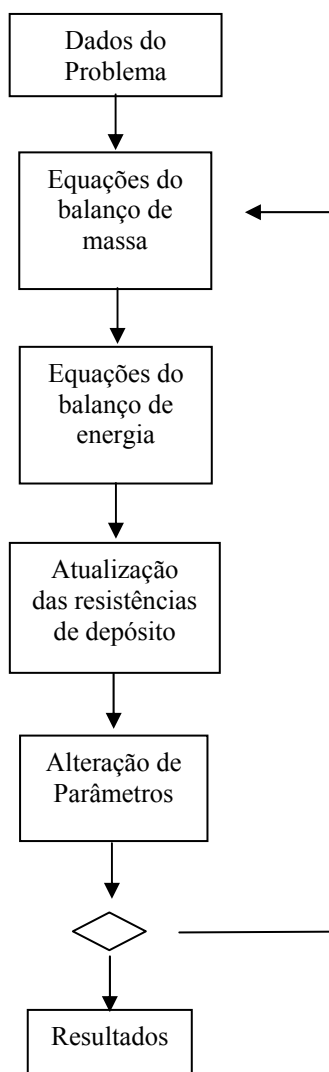 Dados do
Problema
Equações do
balanço de
massa
Equações do
balanço de
energia
Atualização
das resistências
de depósito
Alteração de
Parâmetros
Resultados